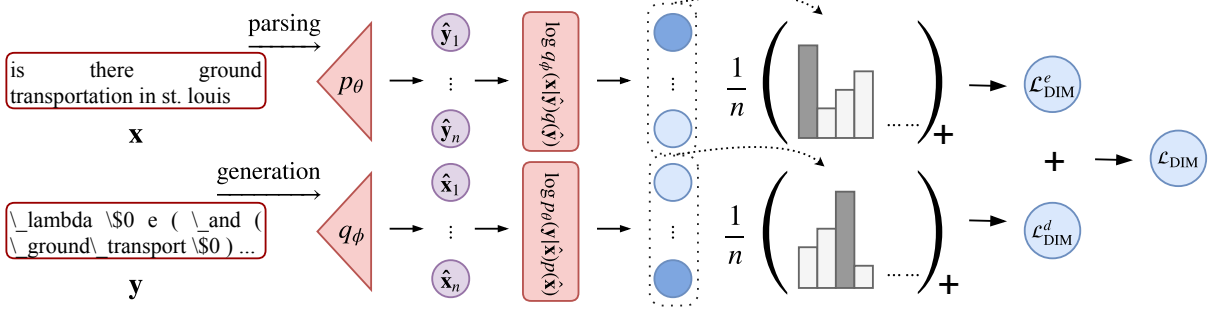 parsing
is there ground
transportation in st. louis
x
p_θ
ŷ_1
...
ŷ_n
log q_ϕ(x|ŷ)q(ŷ)
1/n
( ...... )+
ℒ^e_DIM
generation
\_lambda \$0 e ( \_and (
\_ground\_transport \$0 ) ...
y
q_ϕ
x̂_1
...
x̂_n
log p_θ(y|x̂)p(x̂)
1/n
( ...... )+
ℒ^d_DIM
+
ℒ_DIM